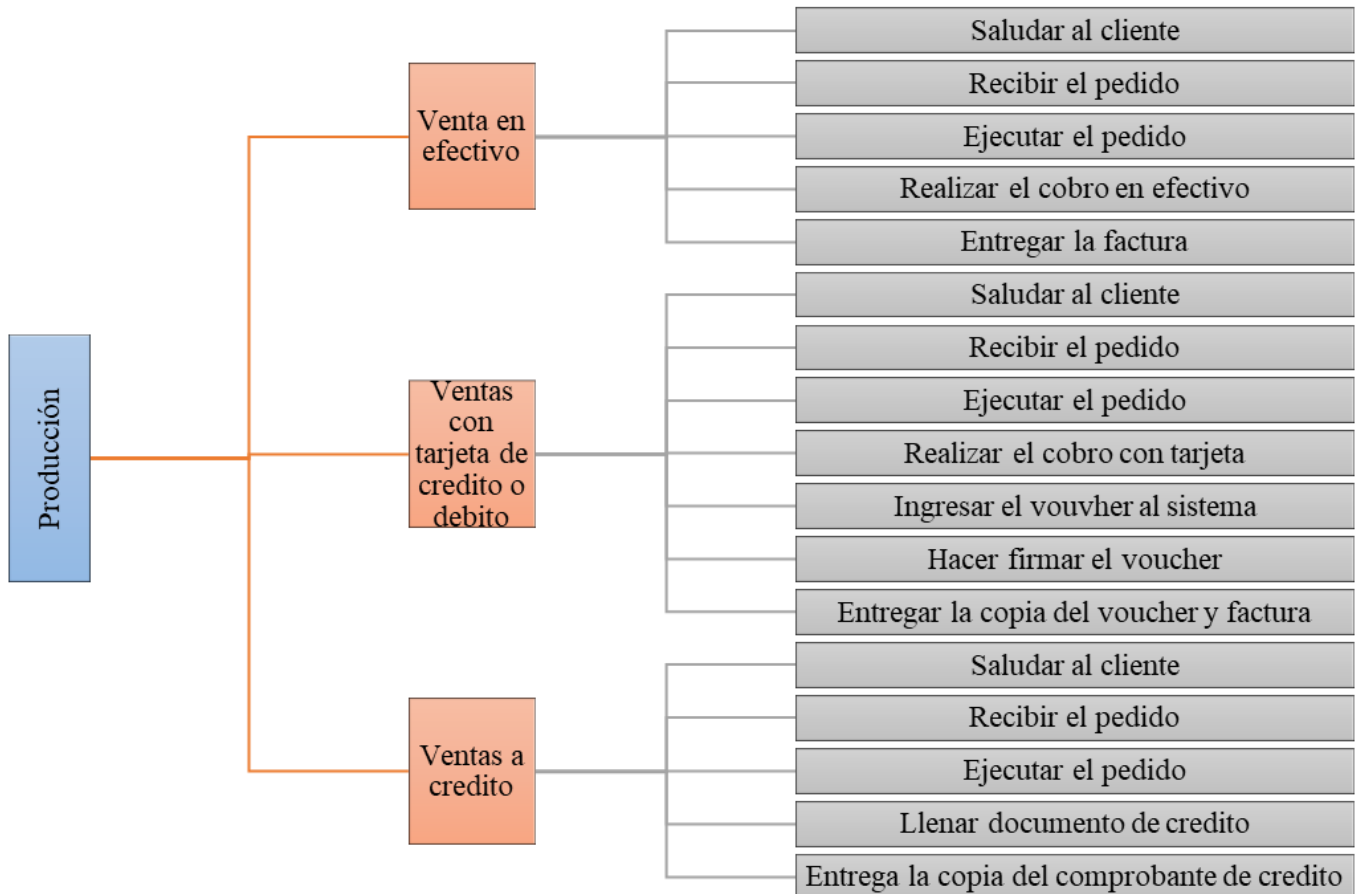 Producción
Venta en
efectivo
Saludar al cliente
Recibir el pedido
Ejecutar el pedido
Realizar el cobro en efectivo
Entregar la factura
Ventas
con
tarjeta de
credito o
debito
Saludar al cliente
Recibir el pedido
Ejecutar el pedido
Realizar el cobro con tarjeta
Ingresar el vouvher al sistema
Hacer firmar el voucher
Entregar la copia del voucher y factura
Ventas a
credito
Saludar al cliente
Recibir el pedido
Ejecutar el pedido
Llenar documento de credito
Entrega la copia del comprobante de credito